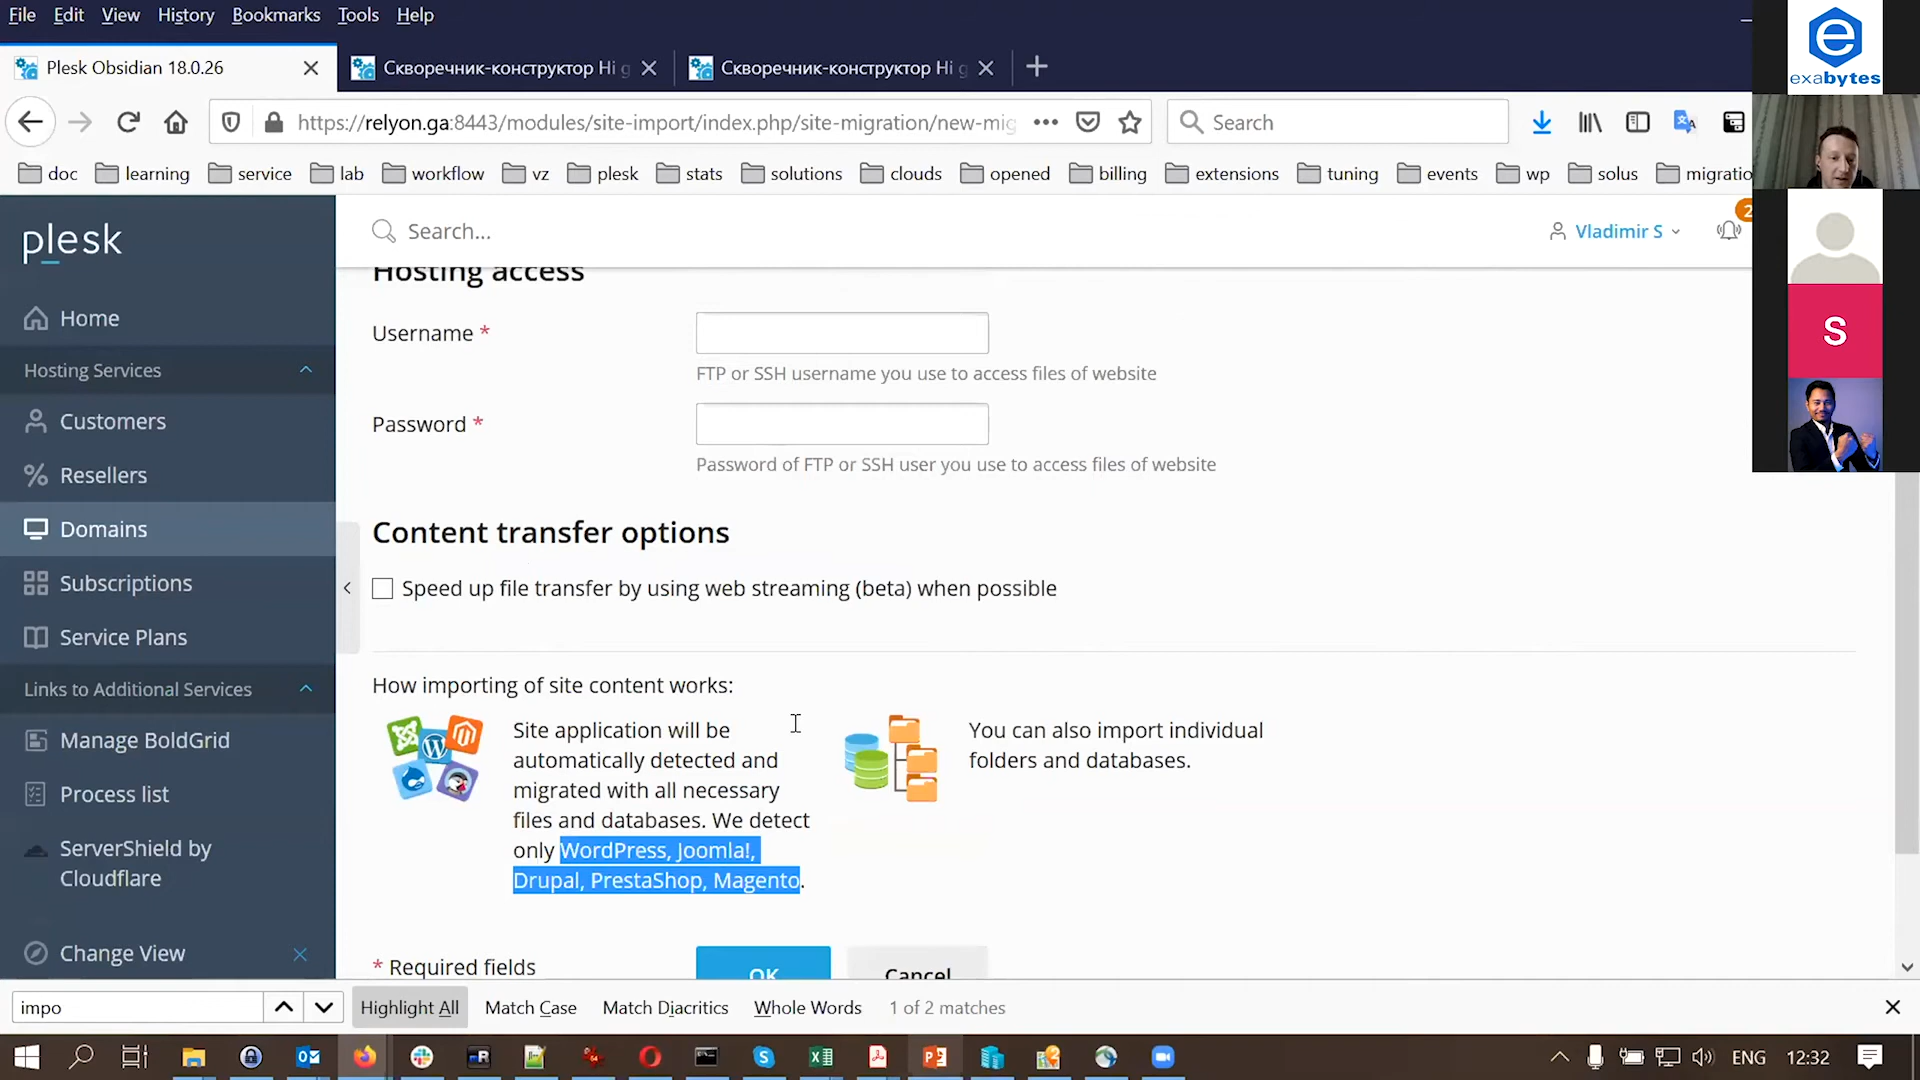 File Edit View History Bookmarks Tools Help
Plesk Obsidian 18.0.26
Скворечник-конструктор Hi g
Скворечник-конструктор Hi g
https://relyon.ga:8443/modules/site-import/index.php/site-migration/new-mig
Search
doc learning service lab workflow vz plesk stats solutions clouds opened billing extensions tuning events wp solus migratio
exabytes
S
plesk
Home
Hosting Services
Customers
Resellers
Domains
Subscriptions
Service Plans
Links to Additional Services
Manage BoldGrid
Process list
ServerShield by
Cloudflare
Change View
Search...
Vladimir S
2
Hosting access
Username *
FTP or SSH username you use to access files of website
Password *
Password of FTP or SSH user you use to access files of website
Content transfer options
Speed up file transfer by using web streaming (beta) when possible
How importing of site content works:
Site application will be
automatically detected and
migrated with all necessary
files and databases. We detect
only WordPress, Joomla!,
Drupal, PrestaShop, Magento.
You can also import individual
folders and databases.
* Required fields
OK
Cancel
impo
Highlight All Match Case Match Diacritics Whole Words 1 of 2 matches
ENG 12:32